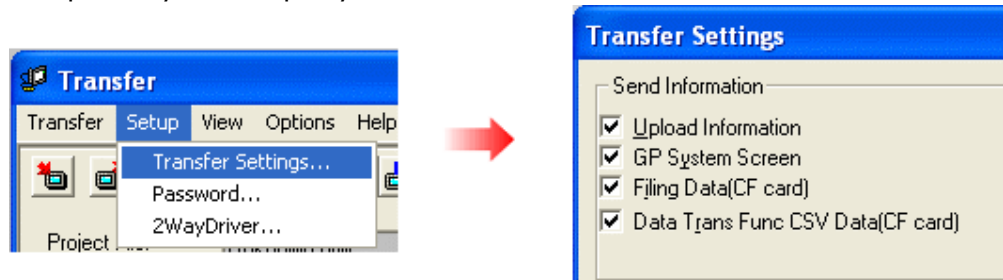 Transfer
Transfer Setup View Options Help
Transfer Settings...
Password...
2WayDriver...
Project
Transfer Settings
Send Information
Upload Information
GP System Screen
Filing Data(CF card)
Data Trans Func CSV Data(CF card)